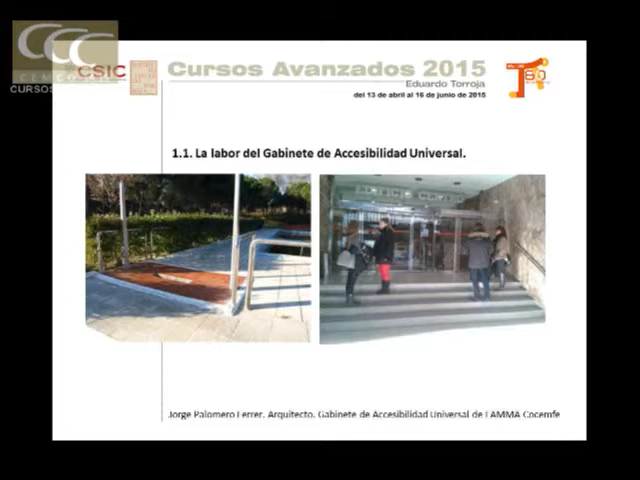 CSIC
CURSOS
Cursos Avanzados 2015
Eduardo Torroja
del 13 de abril al 16 de junio de 2015
1.1. La labor del Gabinete de Accesibilidad Universal.
Jorge Palomero Ferrer. Arquitecto. Gabinete de Accesibilidad Universal de FAMMA Cocemfe